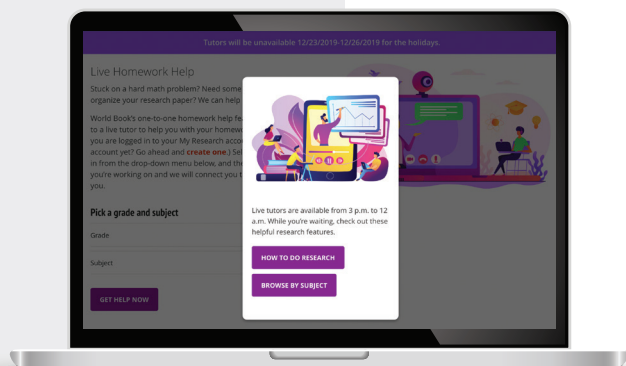 Tutors will be unavailable 12/23/2019-12/26/2019 for the holidays.
Live Homework Help
Stuck on a hard math problem? Need some
organize your research paper? We can help
World Book's one-to-one homework help fe
to a live tutor to help you with your homew
you are logged in to your My Research acco
account yet? Go ahead and create one.) Se
in from the drop-down menu below, and the
you're working on and we will connect you t
you.
Pick a grade and subject
Grade
Subject
GET HELP NOW
Live tutors are available from 3 p.m. to 12
a.m. While you're waiting, check out these
helpful research features.
HOW TO DO RESEARCH
BROWSE BY SUBJECT